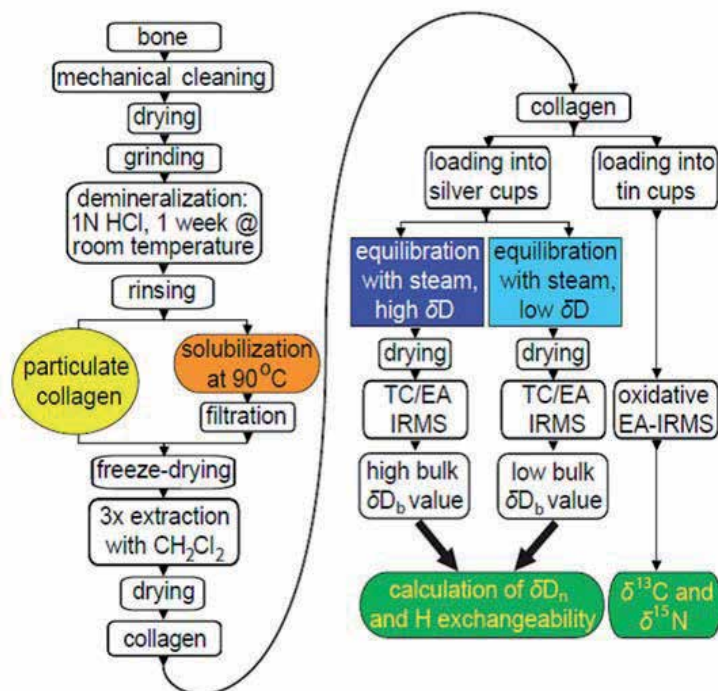 bone
mechanical cleaning
drying
grinding
demineralization:
1N HCl, 1 week @
room temperature
rinsing
particulate
collagen
solubilization
at 90°C
filtration
freeze-drying
3x extraction
with CH₂Cl₂
drying
collagen
collagen
loading into
silver cups
loading into
tin cups
equilibration
with steam,
high δD
equilibration
with steam,
low δD
drying
drying
TC/EA
IRMS
TC/EA
IRMS
oxidative
EA-IRMS
high bulk
δD_b value
low bulk
δD_b value
calculation of δDₙ
and H exchangeability
δ¹³C and
δ¹⁵N